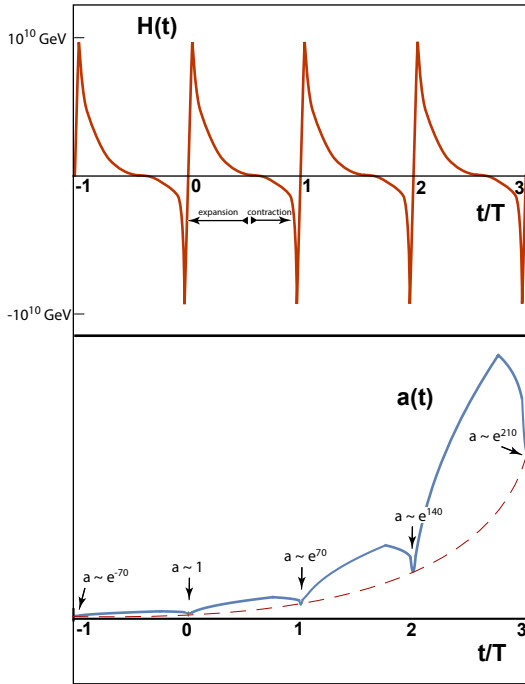 H(t)
10¹⁰ GeV
-1 0 1 2 3
expansion contraction
t/T
-10¹⁰ GeV
a(t)
a ~ e²¹⁰
a ~ e¹⁴⁰
a ~ e⁷⁰
a ~ 1
a ~ e⁻⁷⁰
-1 0 1 2 3
t/T